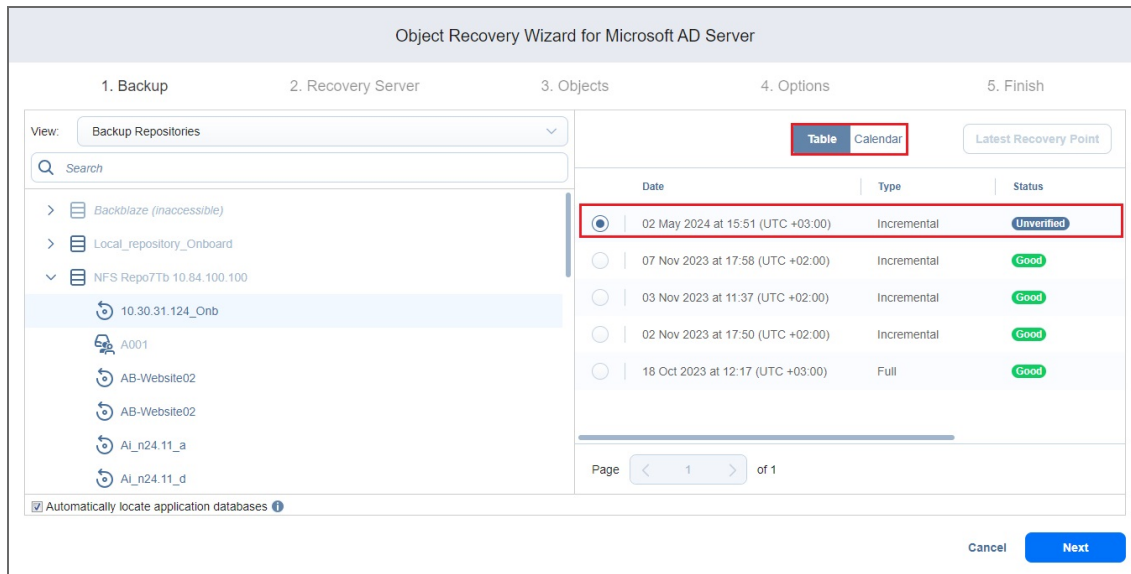 Object Recovery Wizard for Microsoft AD Server
1. Backup 2. Recovery Server 3. Objects 4. Options 5. Finish
View: Backup Repositories
Search
Backblaze (inaccessible)
Local_repository_Onboard
NFS Repo7Tb 10.84.100.100
10.30.31.124_Onb
A001
AB-Website02
AB-Website02
Ai_n24.11_a
Ai_n24.11_d
Automatically locate application databases
Table Calendar Latest Recovery Point
Date Type Status
02 May 2024 at 15:51 (UTC +03:00) Incremental Unverified
07 Nov 2023 at 17:58 (UTC +02:00) Incremental Good
03 Nov 2023 at 11:37 (UTC +02:00) Incremental Good
02 Nov 2023 at 17:50 (UTC +02:00) Incremental Good
18 Oct 2023 at 12:17 (UTC +03:00) Full Good
Page < 1 > of 1
Cancel Next